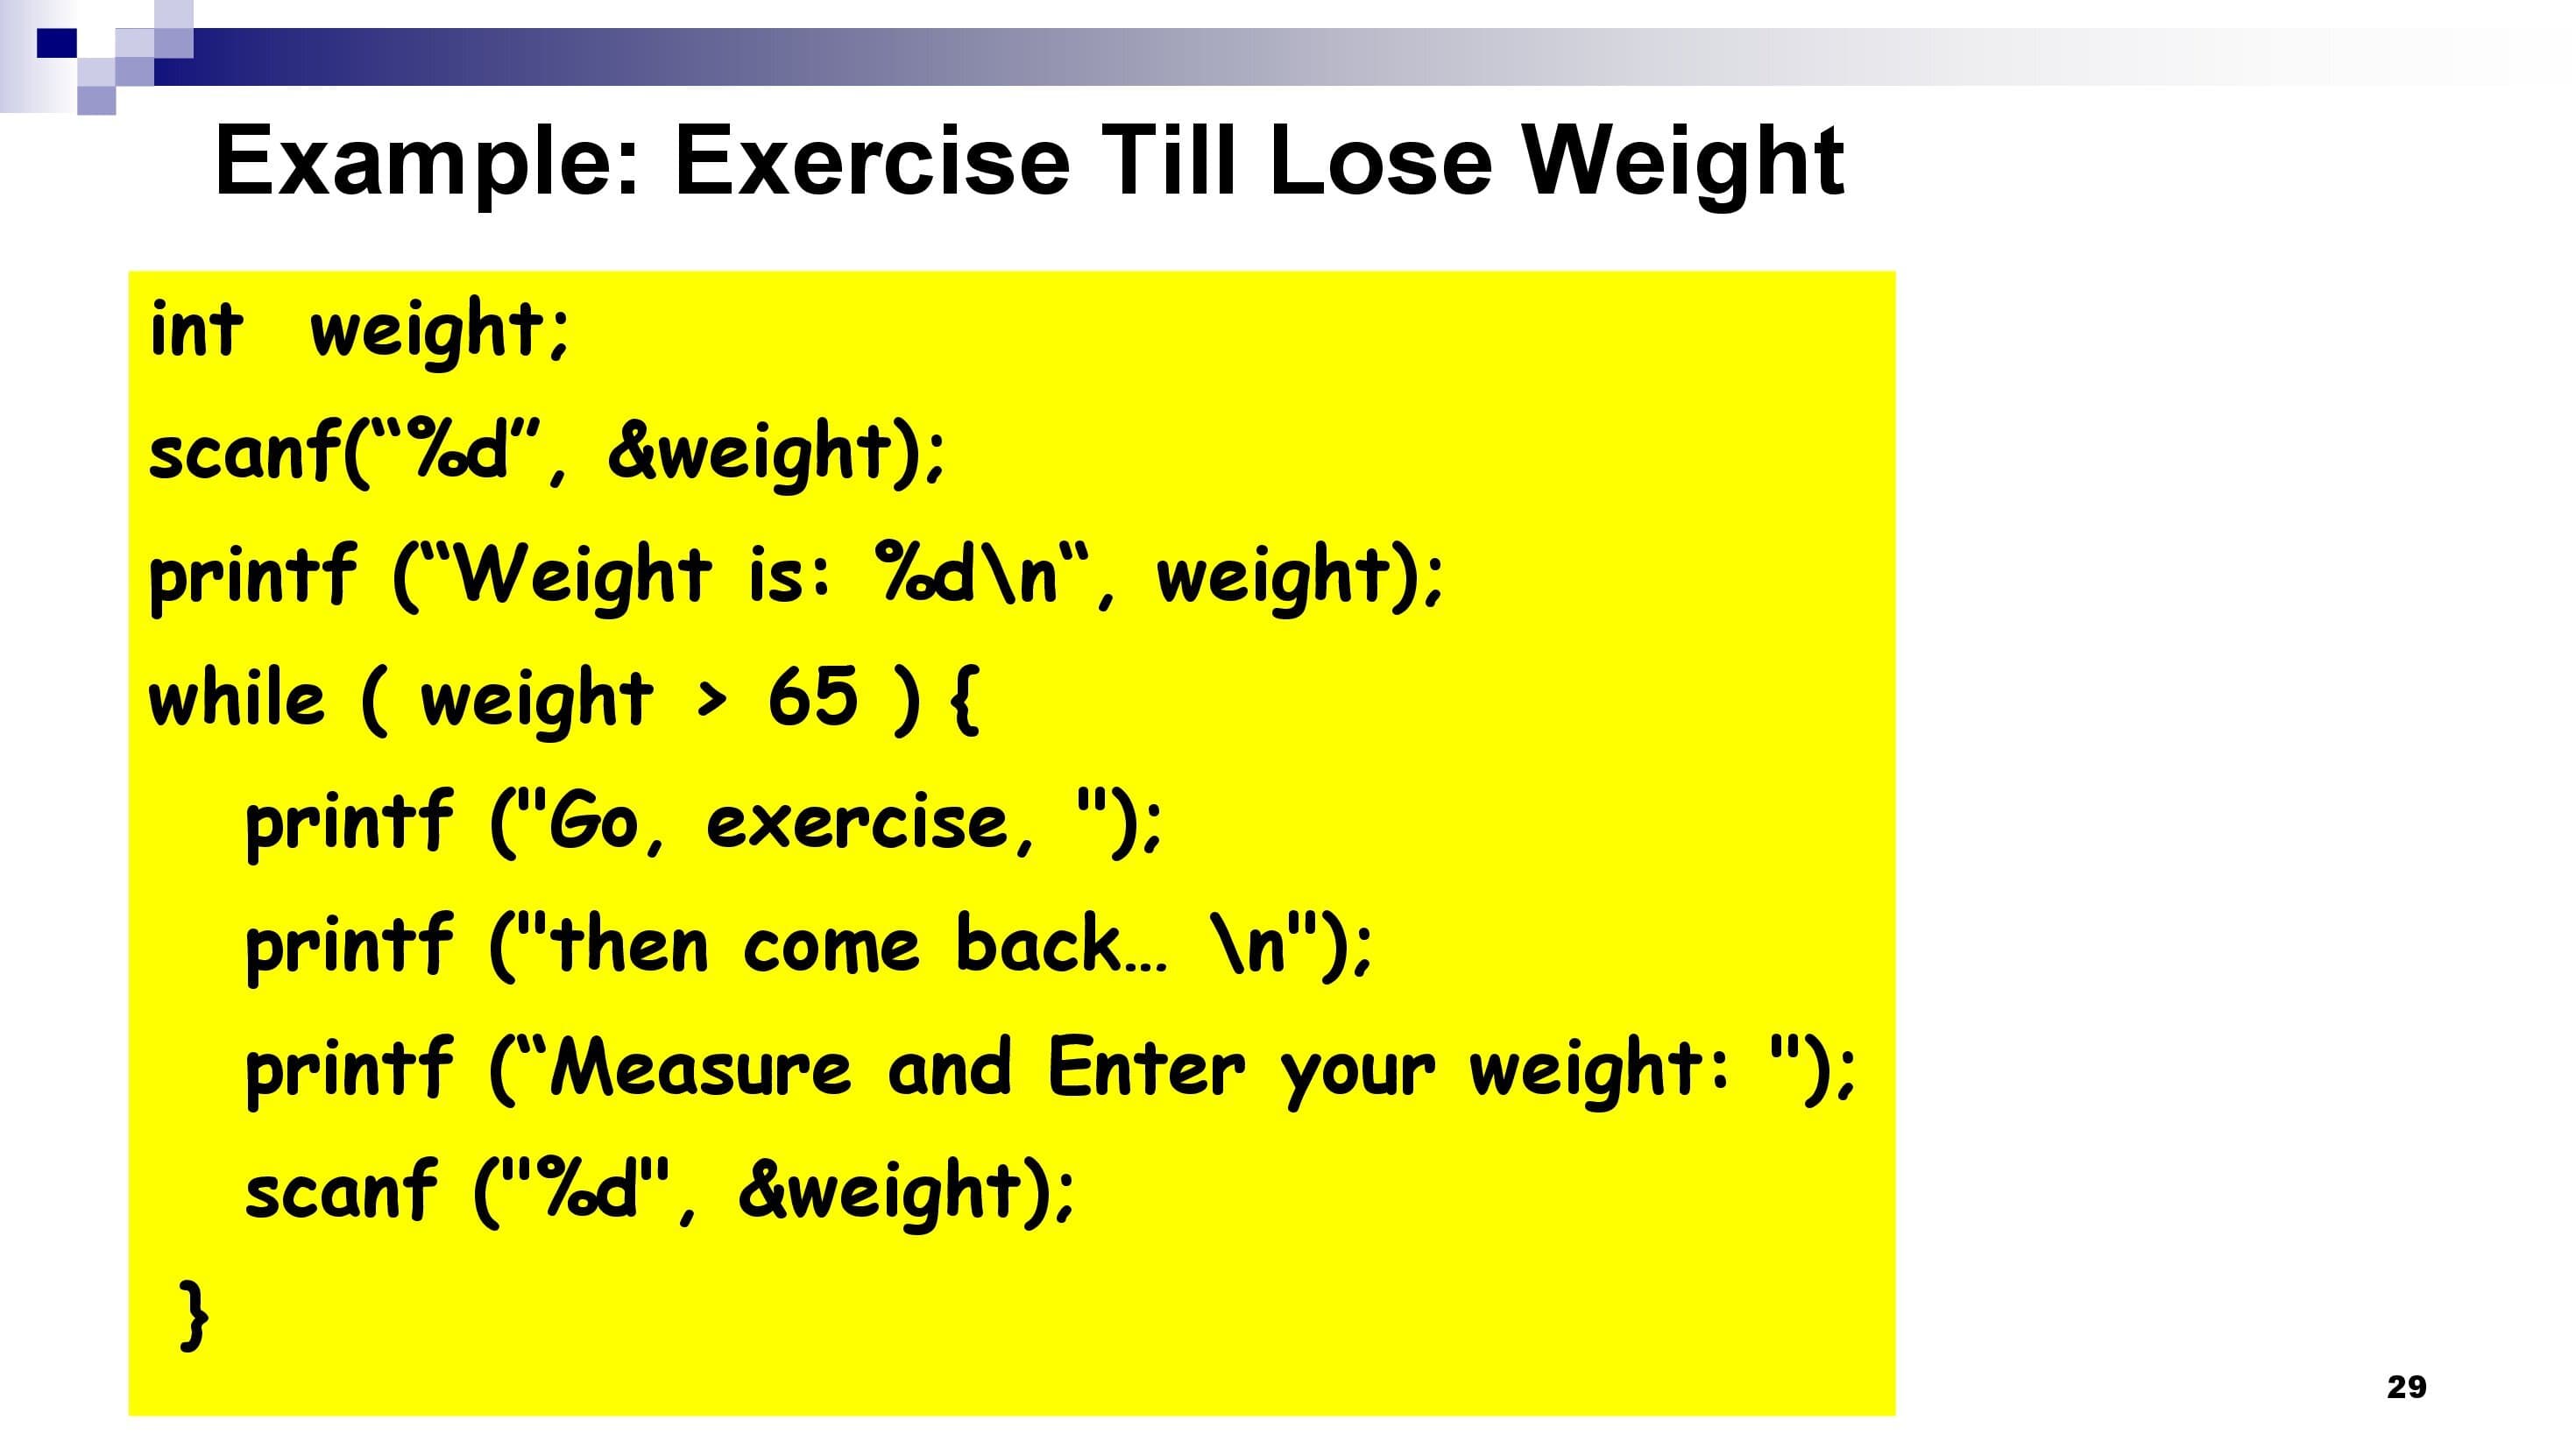 Example: Exercise Till Lose Weight
int  weight;
scanf(“%d”, &weight);
printf (“Weight is: %d\n“, weight);
while ( weight > 65 ) {
printf ("Go, exercise, ");
printf ("then come back… \n");
printf (“Measure and Enter your weight: ");
scanf ("%d", &weight);
}
29